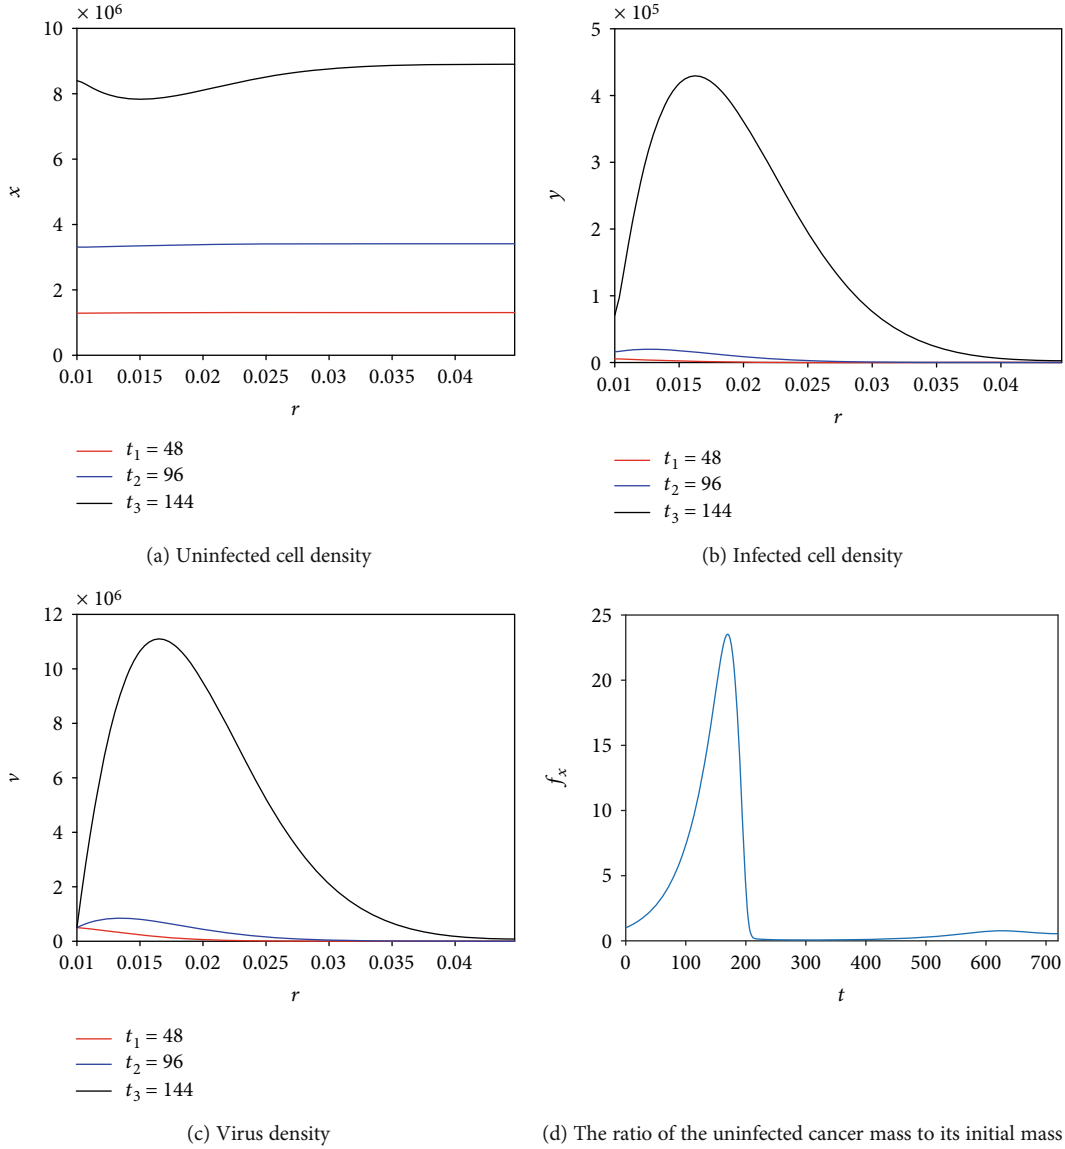 × 10⁶
10
8
6
4
2
0
x
0.01 0.015 0.02 0.025 0.03 0.035 0.04
r
t₁ = 48
t₂ = 96
t₃ = 144
(a) Uninfected cell density
× 10⁵
5
4
3
2
1
0
y
0.01 0.015 0.02 0.025 0.03 0.035 0.04
r
t₁ = 48
t₂ = 96
t₃ = 144
(b) Infected cell density
× 10⁶
12
10
8
6
4
2
0
v
0.01 0.015 0.02 0.025 0.03 0.035 0.04
r
t₁ = 48
t₂ = 96
t₃ = 144
(c) Virus density
25
20
15
10
5
0
fₓ
0 100 200 300 400 500 600 700
t
(d) The ratio of the uninfected cancer mass to its initial mass